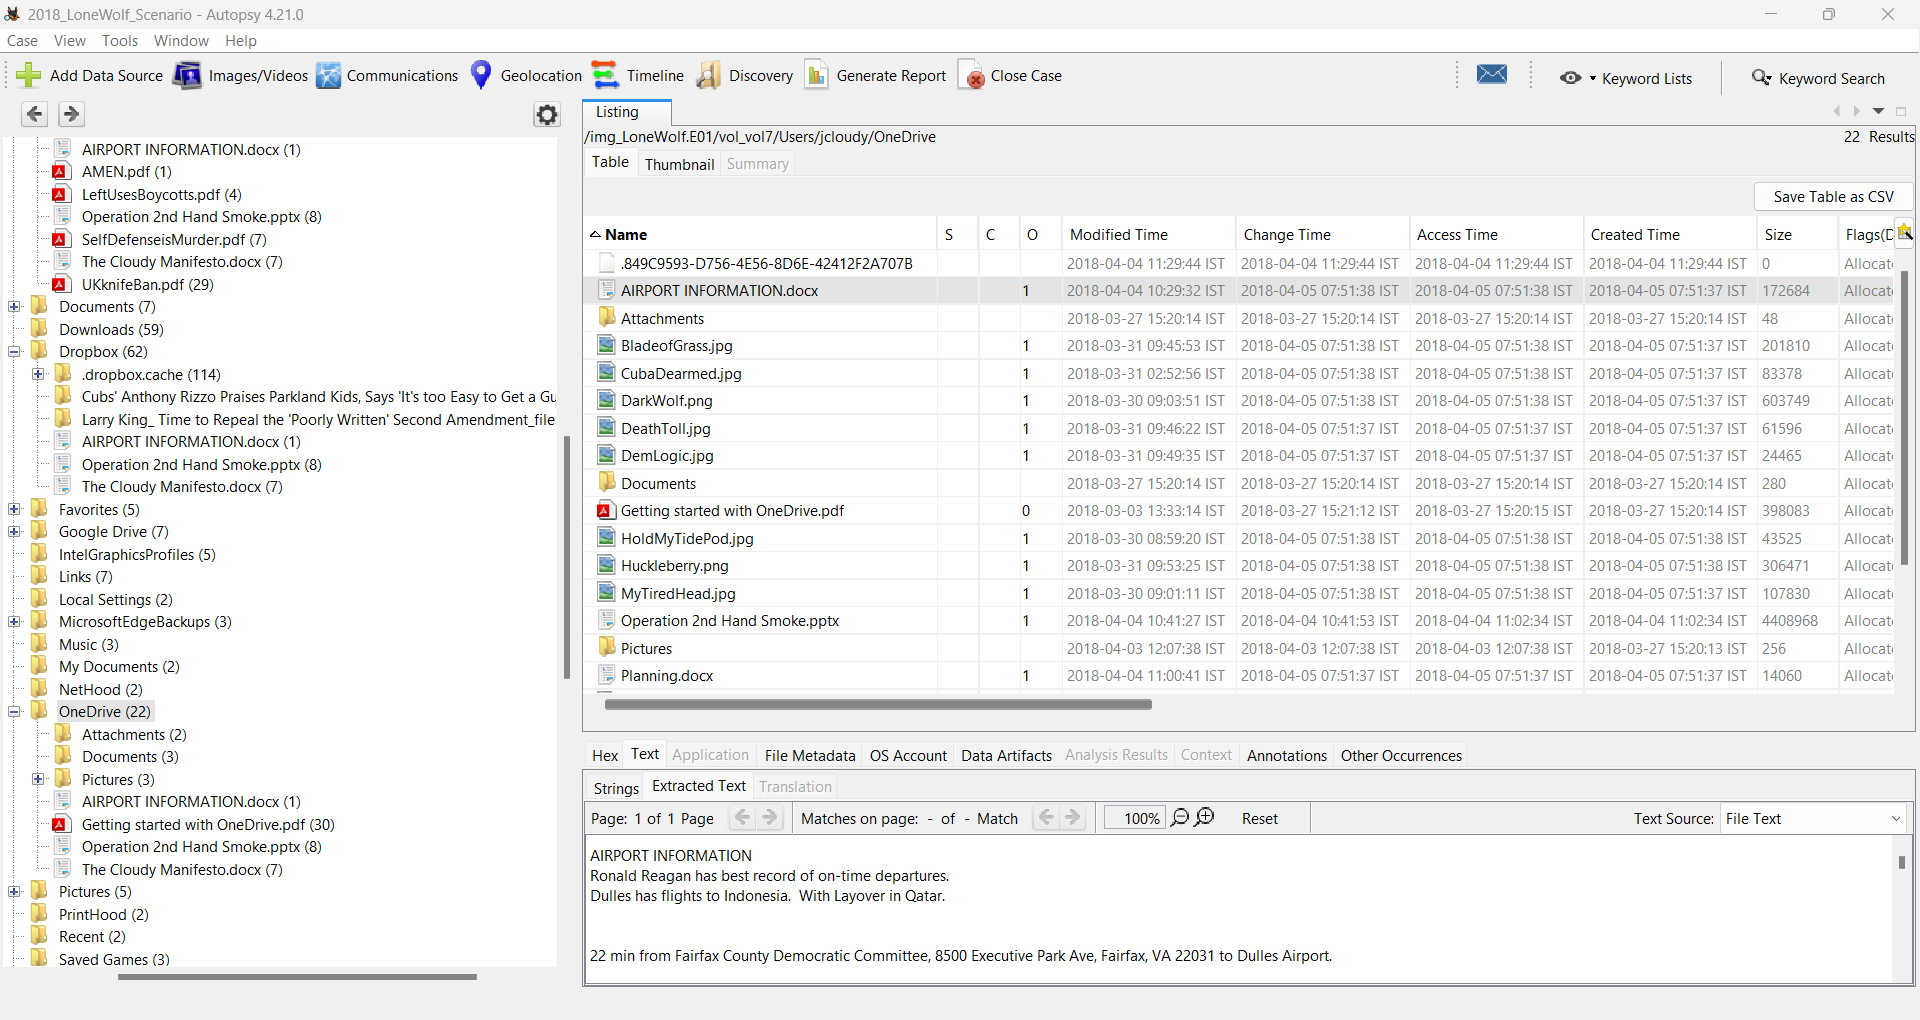 2018_LoneWolf_Scenario - Autopsy 4.21.0
Case View Tools Window Help
Add Data Source Images/Videos Communications Geolocation Timeline Discovery Generate Report Close Case Keyword Lists Keyword Search
AIRPORT INFORMATION.docx (1)
AMEN.pdf (1)
LeftUsesBoycotts.pdf (4)
Operation 2nd Hand Smoke.pptx (8)
SelfDefenseisMurder.pdf (7)
The Cloudy Manifesto.docx (7)
UKknifeBan.pdf (29)
Documents (7)
Downloads (59)
Dropbox (62)
.dropbox.cache (114)
Cubs' Anthony Rizzo Praises Parkland Kids, Says 'It's too Easy to Get a Gu
Larry King_ Time to Repeal the 'Poorly Written' Second Amendment_file
AIRPORT INFORMATION.docx (1)
Operation 2nd Hand Smoke.pptx (8)
The Cloudy Manifesto.docx (7)
Favorites (5)
Google Drive (7)
IntelGraphicsProfiles (5)
Links (7)
Local Settings (2)
MicrosoftEdgeBackups (3)
Music (3)
My Documents (2)
NetHood (2)
OneDrive (22)
Attachments (2)
Documents (3)
Pictures (3)
AIRPORT INFORMATION.docx (1)
Getting started with OneDrive.pdf (30)
Operation 2nd Hand Smoke.pptx (8)
The Cloudy Manifesto.docx (7)
Pictures (5)
PrintHood (2)
Recent (2)
Saved Games (3)
Listing
/img_LoneWolf.E01/vol_vol7/Users/jcloudy/OneDrive
22 Results
Table Thumbnail Summary
Save Table as CSV
Name S C O Modified Time Change Time Access Time Created Time Size Flags(D
.849C9593-D756-4E56-8D6E-42412F2A707B 2018-04-04 11:29:44 IST 2018-04-04 11:29:44 IST 2018-04-04 11:29:44 IST 2018-04-04 11:29:44 IST 0 Allocat
AIRPORT INFORMATION.docx 1 2018-04-04 10:29:32 IST 2018-04-05 07:51:38 IST 2018-04-05 07:51:38 IST 2018-04-05 07:51:37 IST 172684 Allocat
Attachments 2018-03-27 15:20:14 IST 2018-03-27 15:20:14 IST 2018-03-27 15:20:14 IST 2018-03-27 15:20:14 IST 48 Allocat
BladeofGrass.jpg 1 2018-03-31 09:45:53 IST 2018-04-05 07:51:38 IST 2018-04-05 07:51:38 IST 2018-04-05 07:51:37 IST 201810 Allocat
CubaDearmed.jpg 1 2018-03-31 02:52:56 IST 2018-04-05 07:51:38 IST 2018-04-05 07:51:38 IST 2018-04-05 07:51:37 IST 83378 Allocat
DarkWolf.png 1 2018-03-30 09:03:51 IST 2018-04-05 07:51:38 IST 2018-04-05 07:51:38 IST 2018-04-05 07:51:37 IST 603749 Allocat
DeathToll.jpg 1 2018-03-31 09:46:22 IST 2018-04-05 07:51:37 IST 2018-04-05 07:51:37 IST 2018-04-05 07:51:37 IST 61596 Allocat
DemLogic.jpg 1 2018-03-31 09:49:35 IST 2018-04-05 07:51:37 IST 2018-04-05 07:51:37 IST 2018-04-05 07:51:37 IST 24465 Allocat
Documents 2018-03-27 15:20:14 IST 2018-03-27 15:20:14 IST 2018-03-27 15:20:14 IST 2018-03-27 15:20:14 IST 280 Allocat
Getting started with OneDrive.pdf 0 2018-03-03 13:33:14 IST 2018-03-27 15:21:12 IST 2018-03-27 15:20:15 IST 2018-03-27 15:20:14 IST 398083 Allocat
HoldMyTidePod.jpg 1 2018-03-30 08:59:20 IST 2018-04-05 07:51:38 IST 2018-04-05 07:51:38 IST 2018-04-05 07:51:38 IST 43525 Allocat
Huckleberry.png 1 2018-03-31 09:53:25 IST 2018-04-05 07:51:38 IST 2018-04-05 07:51:38 IST 2018-04-05 07:51:38 IST 306471 Allocat
MyTiredHead.jpg 1 2018-03-30 09:01:11 IST 2018-04-05 07:51:38 IST 2018-04-05 07:51:38 IST 2018-04-05 07:51:37 IST 107830 Allocat
Operation 2nd Hand Smoke.pptx 1 2018-04-04 10:41:27 IST 2018-04-04 10:41:53 IST 2018-04-04 11:02:34 IST 2018-04-04 11:02:34 IST 4408968 Allocat
Pictures 2018-04-03 12:07:38 IST 2018-04-03 12:07:38 IST 2018-04-03 12:07:38 IST 2018-03-27 15:20:13 IST 256 Allocat
Planning.docx 1 2018-04-04 11:00:41 IST 2018-04-05 07:51:37 IST 2018-04-05 07:51:37 IST 2018-04-05 07:51:37 IST 14060 Allocat
Hex Text Application File Metadata OS Account Data Artifacts Analysis Results Context Annotations Other Occurrences
Strings Extracted Text Translation
Page: 1 of 1 Page Matches on page: - of - Match 100% Reset Text Source: File Text
AIRPORT INFORMATION
Ronald Reagan has best record of on-time departures.
Dulles has flights to Indonesia. With Layover in Qatar.
22 min from Fairfax County Democratic Committee, 8500 Executive Park Ave, Fairfax, VA 22031 to Dulles Airport.